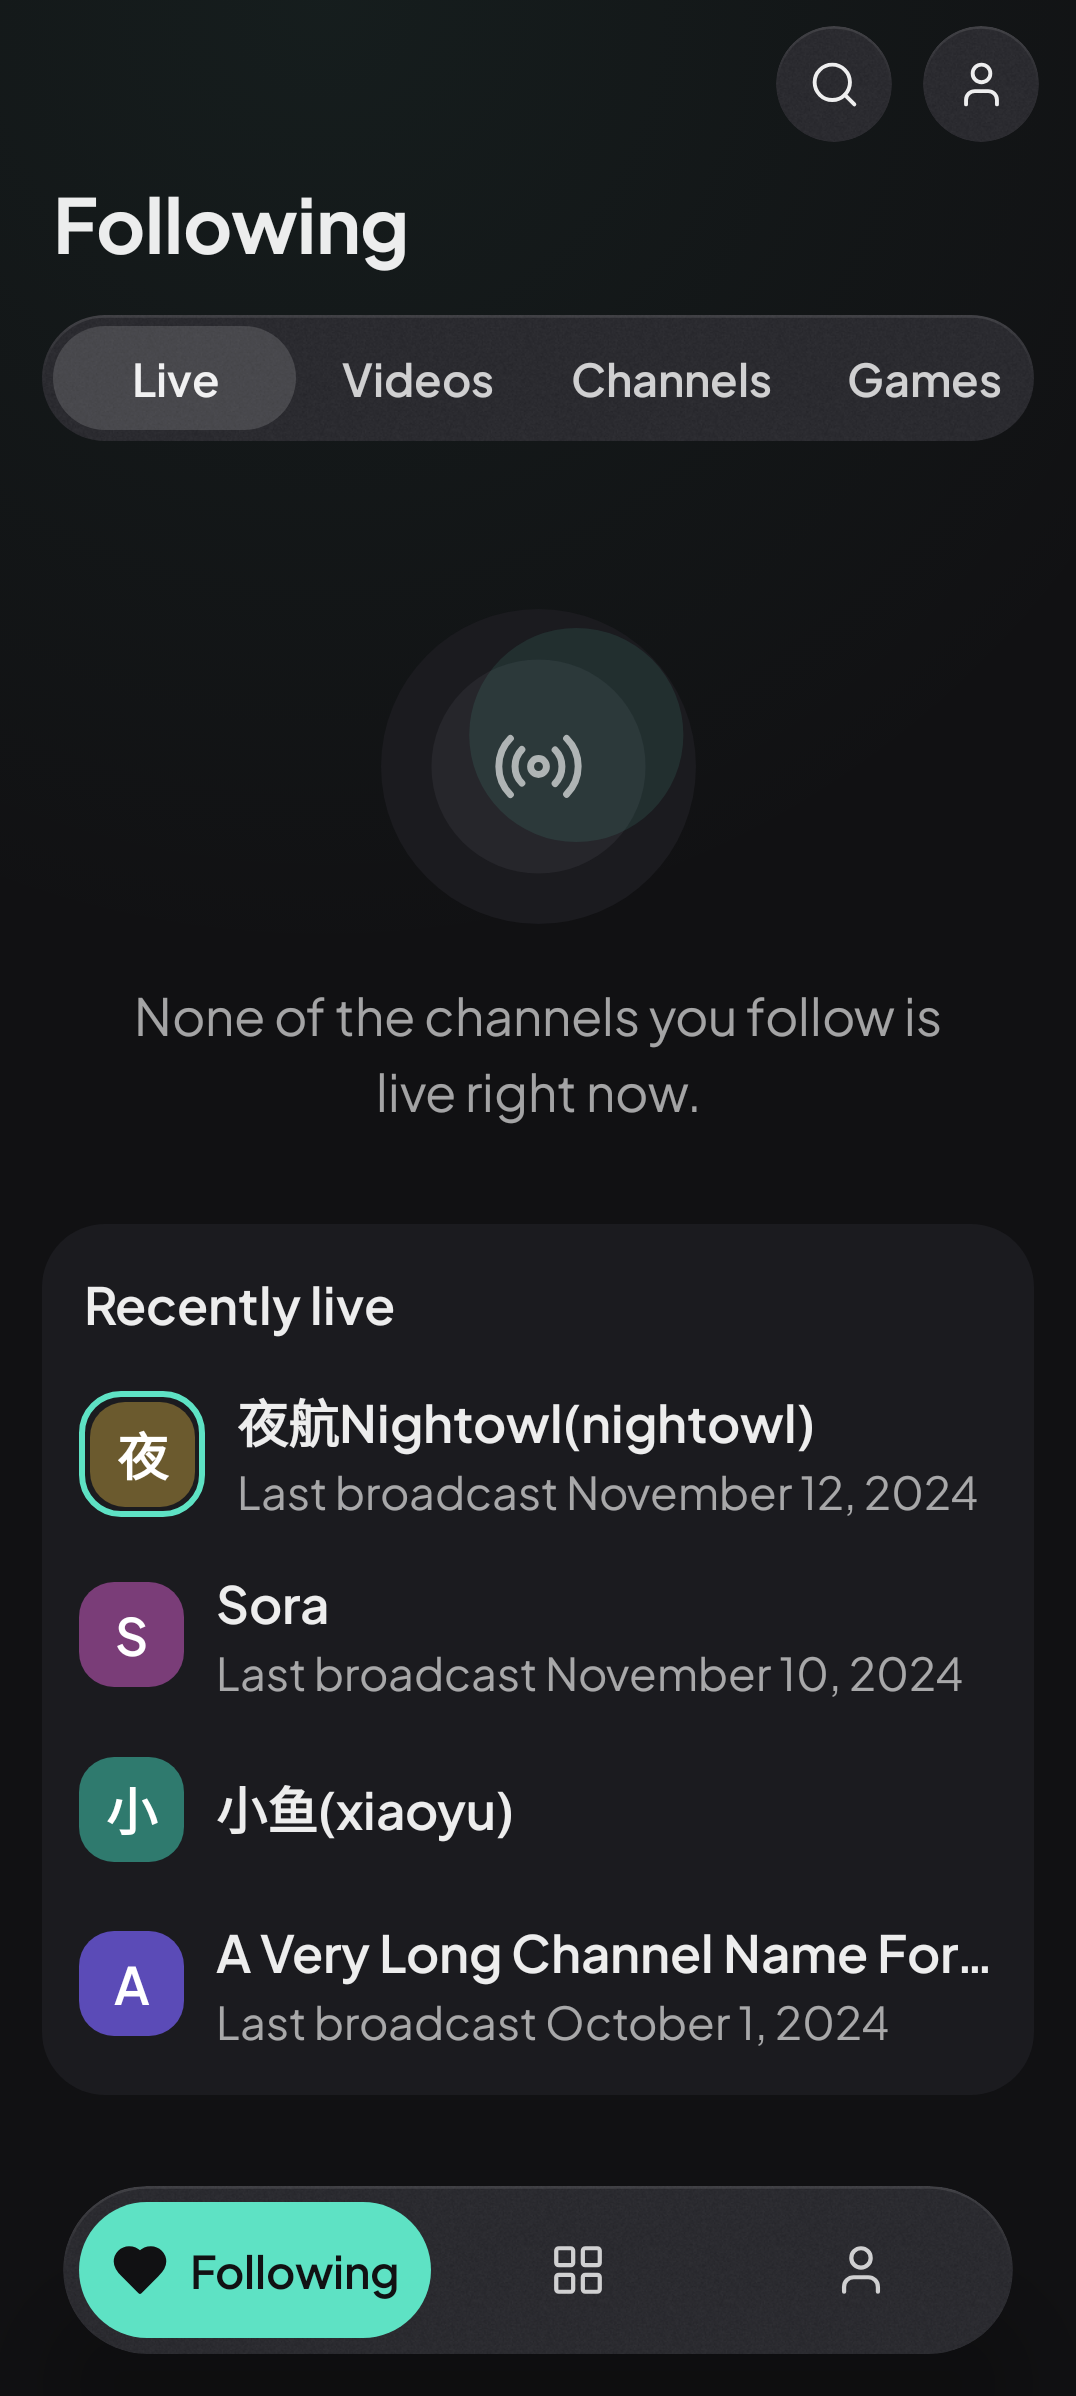 Following
Live
Videos
Channels
Games
None of the channels you follow is
live right now.
Recently live
夜
夜航Nightowl(nightowl)
Last broadcast November 12, 2024
S
Sora
Last broadcast November 10, 2024
小
小鱼(xiaoyu)
A
A Very Long Channel Name For…
Last broadcast October 1, 2024
Following